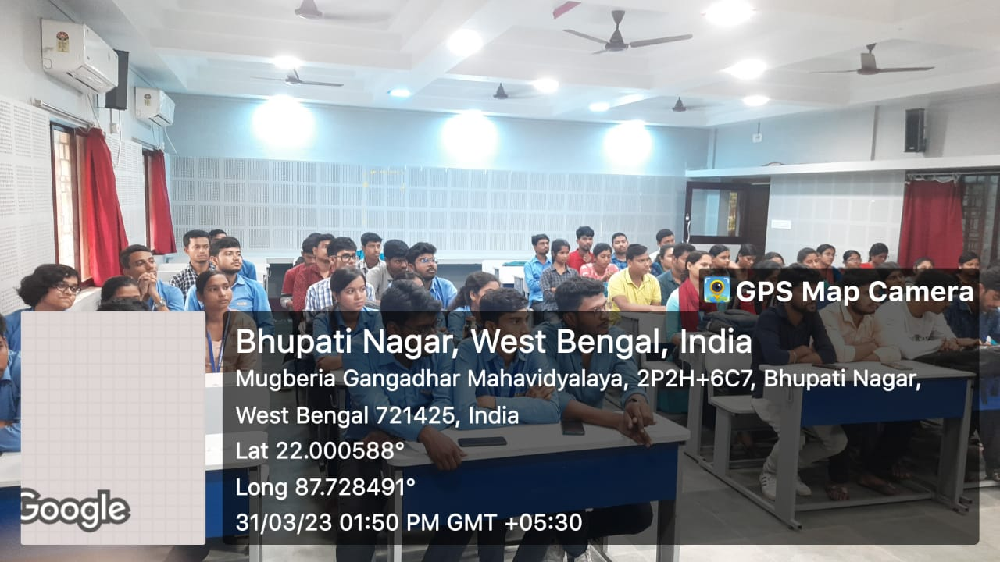 GPS Map Camera
Bhupati Nagar, West Bengal, India
Mugberia Gangadhar Mahavidyalaya, 2P2H+6C7, Bhupati Nagar,
West Bengal 721425, India
Lat 22.000588°
Long 87.728491°
31/03/23 01:50 PM GMT +05:30
Google